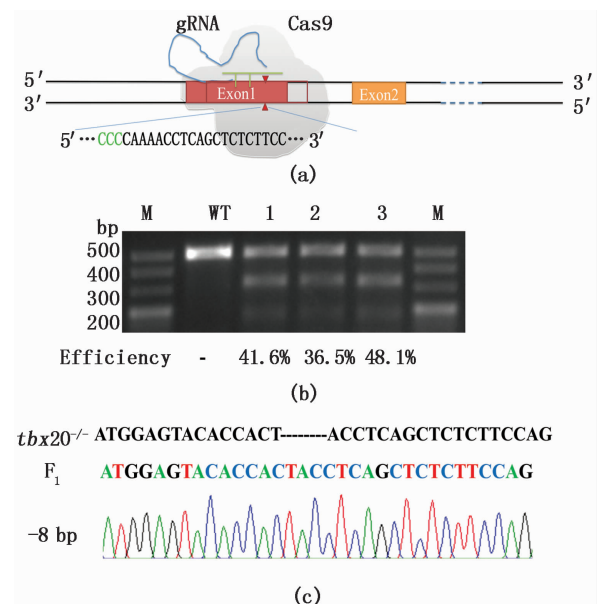 gRNA Cas9
5′ Exon1 Exon2 3′
3′ 5′
5′ ···CCCCAAAACCTCAGCTCTCTTCC··· 3′
(a)
M WT 1 2 3 M
bp
500
400
300
200
Efficiency - 41.6% 36.5% 48.1%
(b)
tbx20⁻/⁻ ATGGAGTACACCACT--------ACCTCAGCTCTCTTCCAG
F₁ ATGGAGTACACCACTACCTCAGCTCTCTTCCAG
−8 bp
(c)